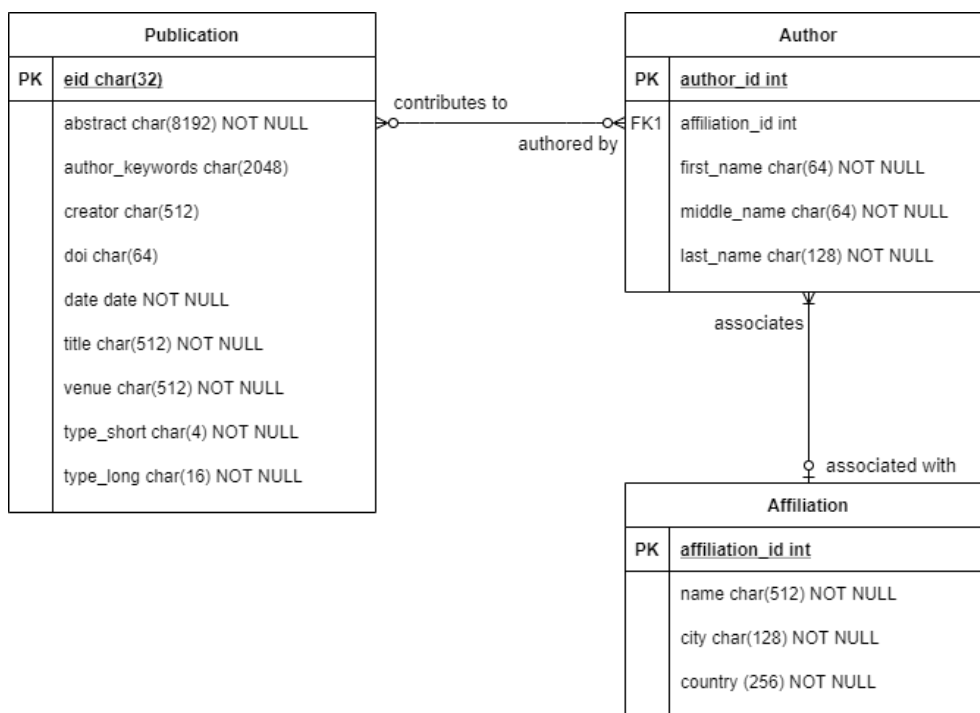 Publication
PK eid char(32)
abstract char(8192) NOT NULL
author_keywords char(2048)
creator char(512)
doi char(64)
date date NOT NULL
title char(512) NOT NULL
venue char(512) NOT NULL
type_short char(4) NOT NULL
type_long char(16) NOT NULL
contributes to
authored by
Author
PK author_id int
FK1 affiliation_id int
first_name char(64) NOT NULL
middle_name char(64) NOT NULL
last_name char(128) NOT NULL
associates
associated with
Affiliation
PK affiliation_id int
name char(512) NOT NULL
city char(128) NOT NULL
country (256) NOT NULL